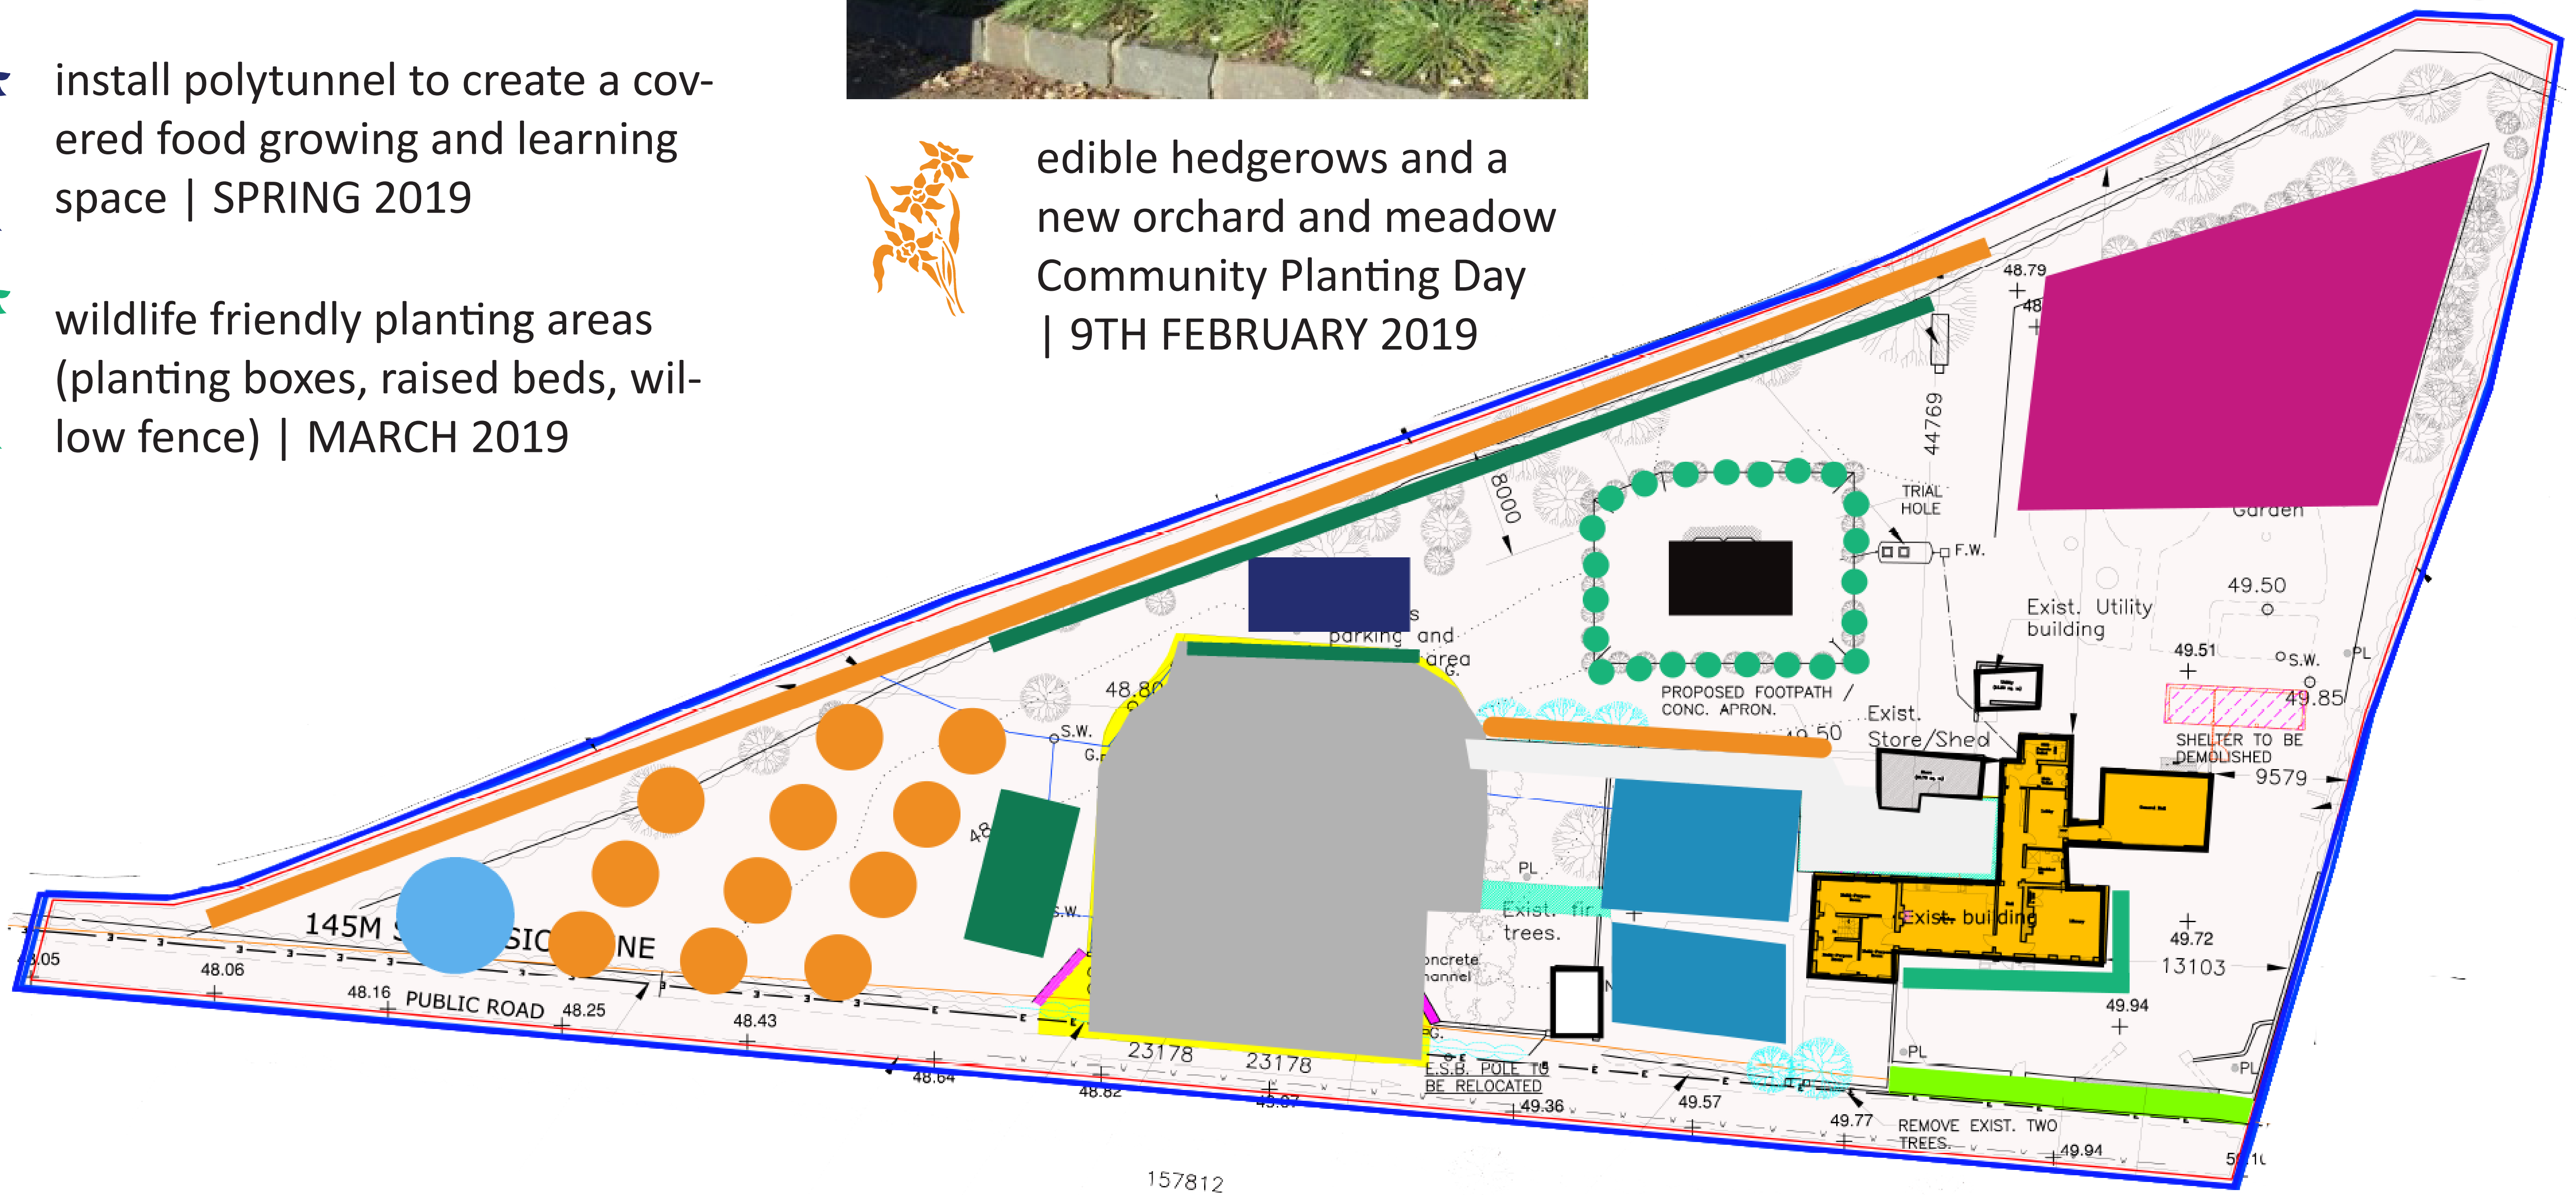 install polytunnel to create a cov-
ered food growing and learning
space | SPRING 2019
wildlife friendly planting areas
(planting boxes, raised beds, wil-
low fence) | MARCH 2019
edible hedgerows and a
new orchard and meadow
Community Planting Day
| 9TH FEBRUARY 2019
48.79
48
44769
8000
TRIAL
HOLE
F.W.
Garden
49.50
Exist. Utility
building
49.51
S.W.
PL
49.85
parking and
area
G.
48.80
S.W.
G.
PROPOSED FOOTPATH /
CONC. APRON.
49.50
Exist.
Store/Shed
SHELTER TO BE
DEMOLISHED
9579
48
PL
Exist. fir
trees.
S.W.
Exist. building
49.72
13103
145M
PUBLIC ROAD
48.06
48.16
48.25
48.43
48.64
48.82
23178
23178
G.
E.S.B. POLE TO
BE RELOCATED
49.36
49.57
49.77
PL
49.94
PL
REMOVE EXIST. TWO
TREES.
49.94
157812